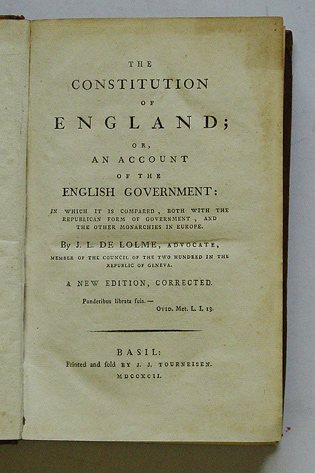 THE
CONSTITUTION
OF
ENGLAND;
OR,
AN ACCOUNT
OF THE
ENGLISH GOVERNMENT:
IN WHICH IT IS COMPARED, BOTH WITH THE
REPUBLICAN FORM OF GOVERNMENT, AND
THE OTHER MONARCHIES IN EUROPE.
By J. L. DE LOLME, ADVOCATE,
MEMBER OF THE COUNCIL OF THE TWO HUNDRED IN THE
REPUBLIC OF GENEVA.
A NEW EDITION, CORRECTED.
Ponderibus librata suis.—
OVID. Met. L. I. 13.
BASIL:
Printed and sold BY J. J. TOURNEISEN.
MDCCXCII.